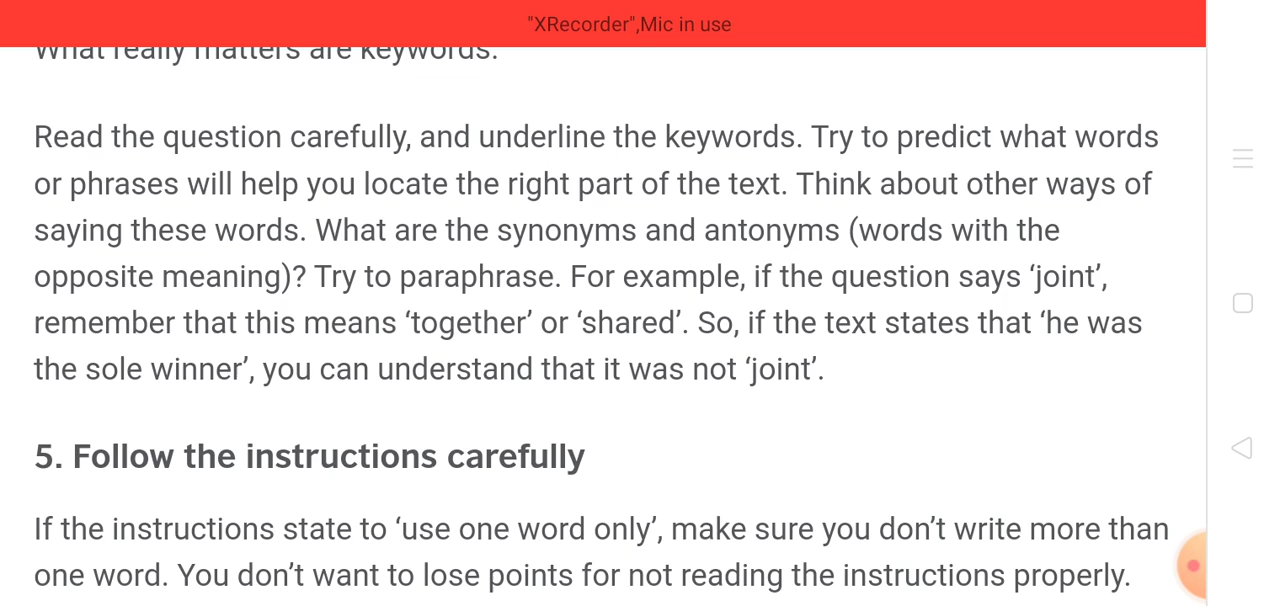 "XRecorder",Mic in use
What really matters are keywords.
Read the question carefully, and underline the keywords. Try to predict what words
or phrases will help you locate the right part of the text. Think about other ways of
saying these words. What are the synonyms and antonyms (words with the
opposite meaning)? Try to paraphrase. For example, if the question says ‘joint’,
remember that this means ‘together’ or ‘shared’. So, if the text states that ‘he was
the sole winner’, you can understand that it was not ‘joint’.
5. Follow the instructions carefully
If the instructions state to ‘use one word only’, make sure you don’t write more than
one word. You don’t want to lose points for not reading the instructions properly.